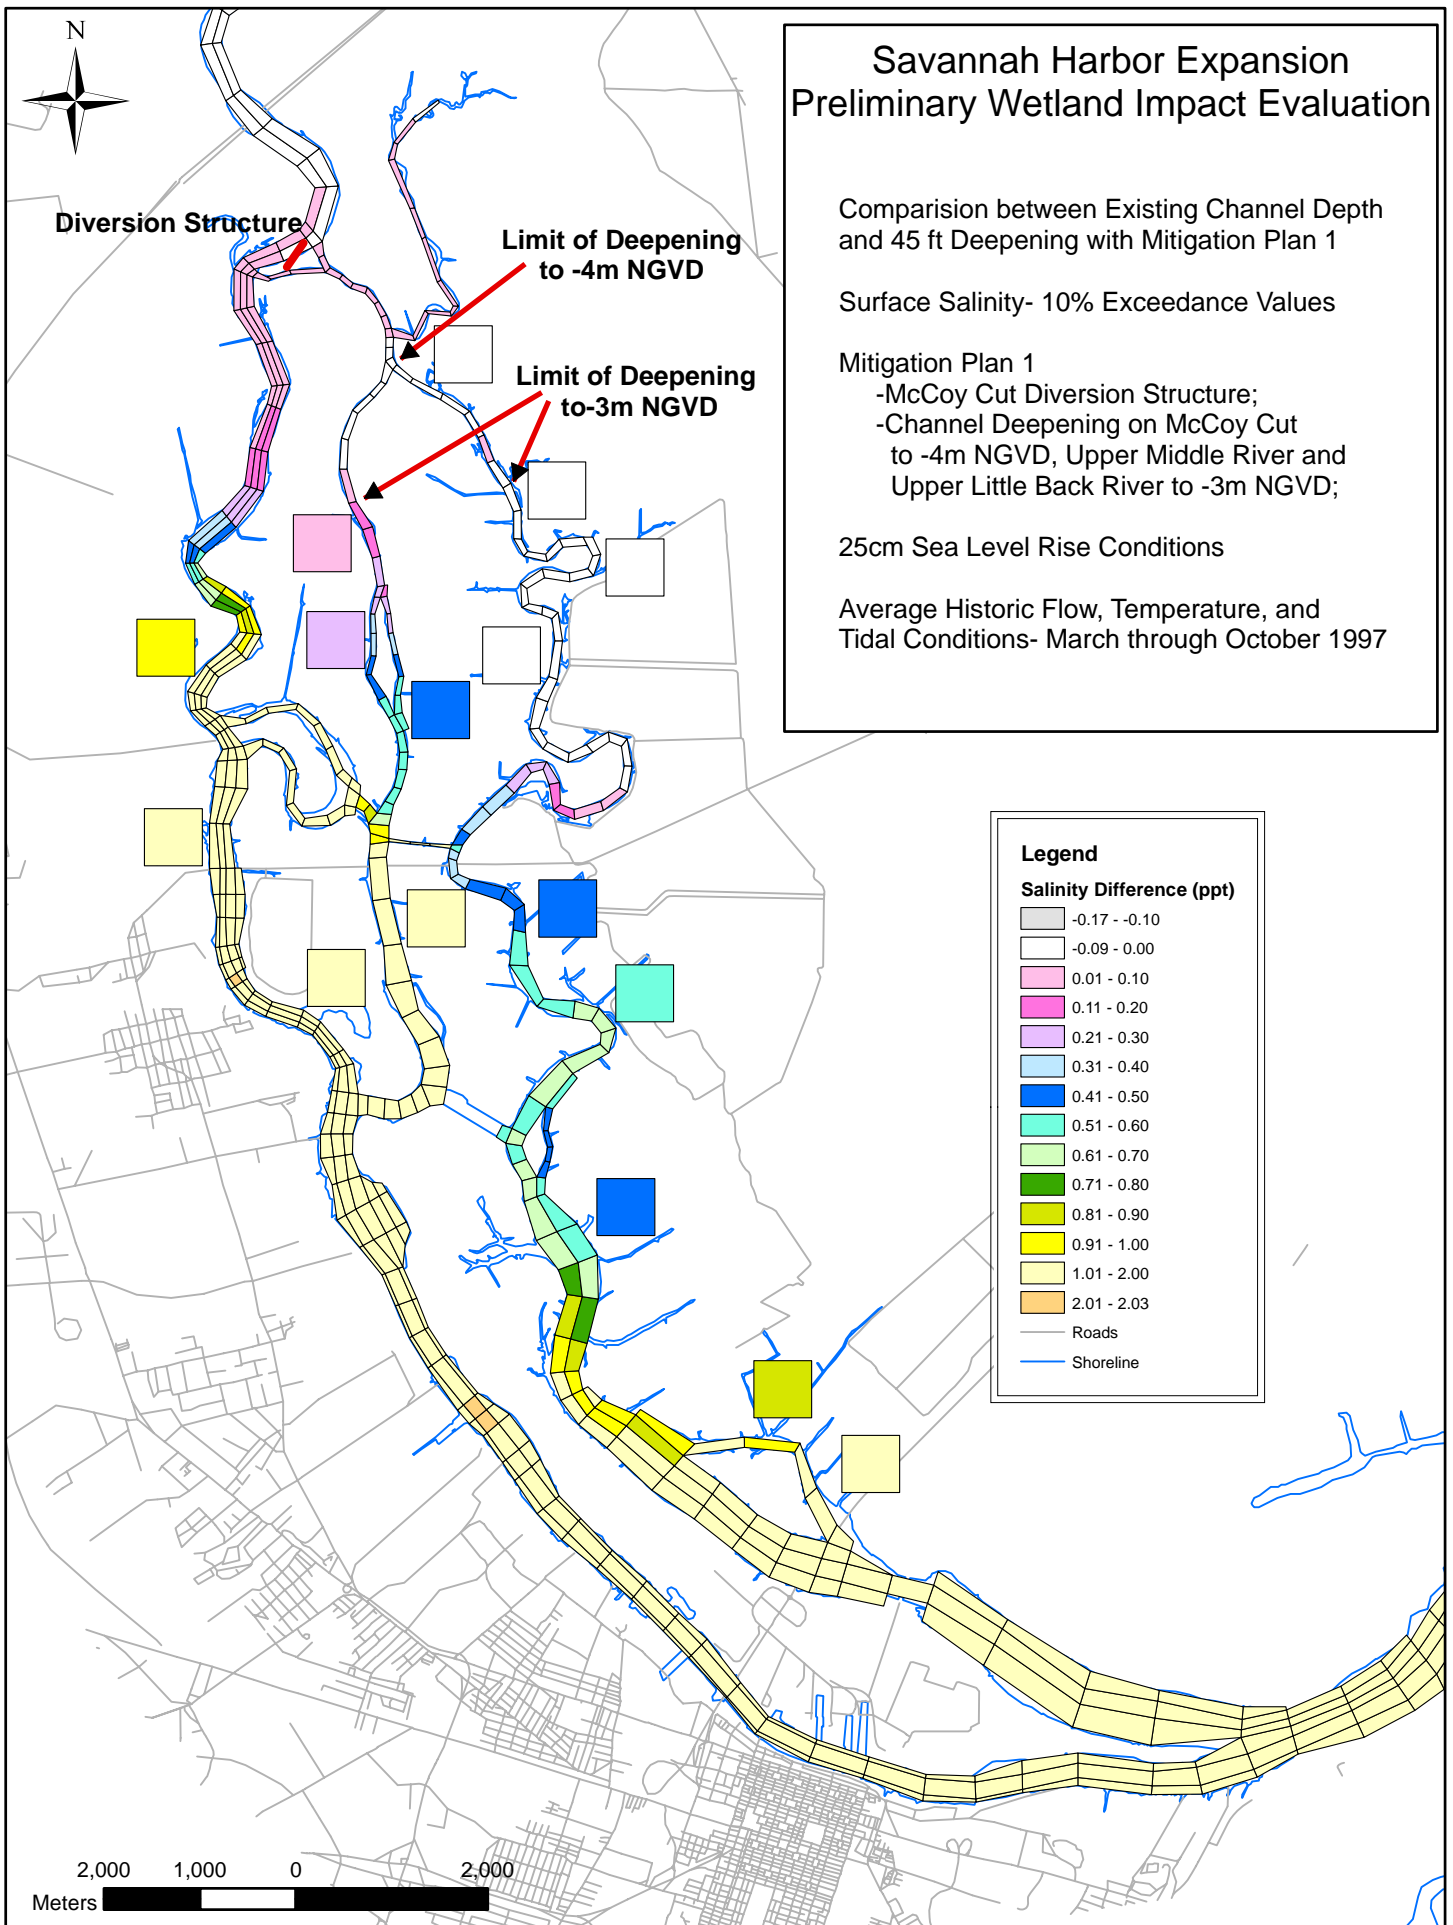 N
Savannah Harbor Expansion
Preliminary Wetland Impact Evaluation
Comparision between Existing Channel Depth
and 45 ft Deepening with Mitigation Plan 1
Surface Salinity- 10% Exceedance Values
Mitigation Plan 1
-McCoy Cut Diversion Structure;
-Channel Deepening on McCoy Cut
to -4m NGVD, Upper Middle River and
Upper Little Back River to -3m NGVD;
25cm Sea Level Rise Conditions
Average Historic Flow, Temperature, and
Tidal Conditions- March through October 1997
Diversion Structure
Limit of Deepening
to -4m NGVD
Limit of Deepening
to-3m NGVD
Legend
Salinity Difference (ppt)
-0.17 - -0.10
-0.09 - 0.00
0.01 - 0.10
0.11 - 0.20
0.21 - 0.30
0.31 - 0.40
0.41 - 0.50
0.51 - 0.60
0.61 - 0.70
0.71 - 0.80
0.81 - 0.90
0.91 - 1.00
1.01 - 2.00
2.01 - 2.03
Roads
Shoreline
2,000 1,000 0 2,000
Meters